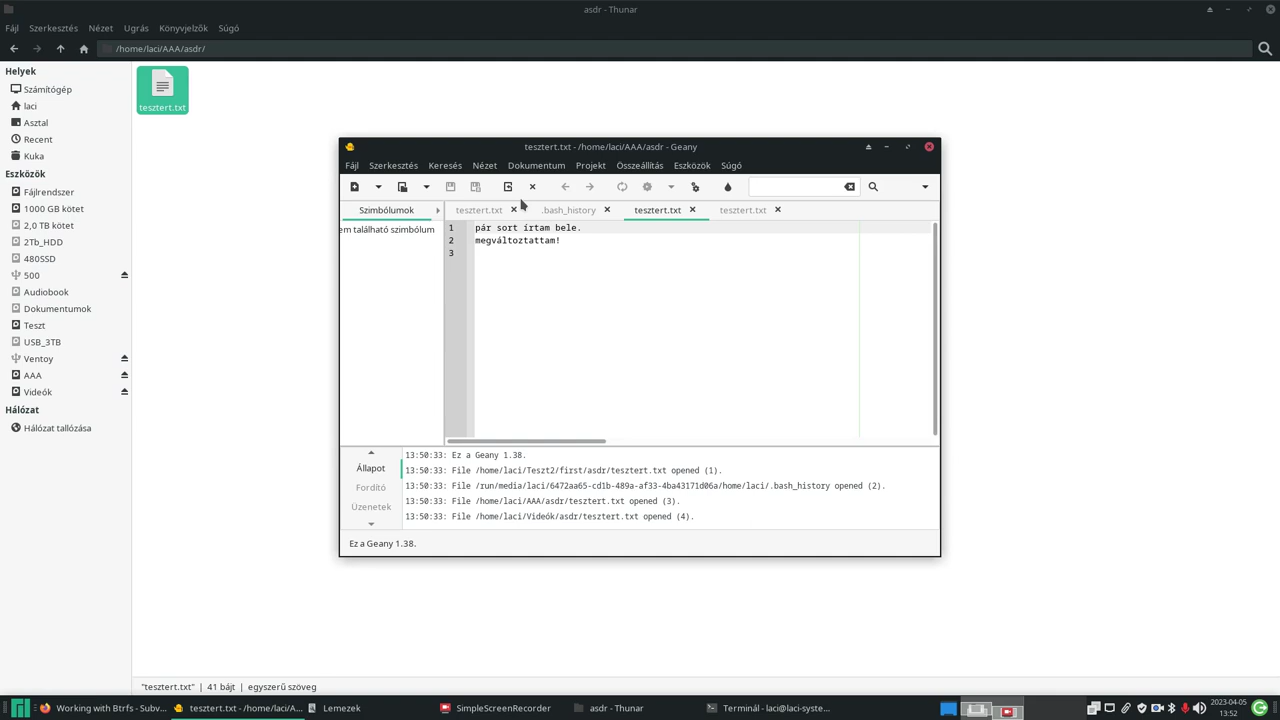 asdr - Thunar
Fájl Szerkesztés Nézet Ugrás Könyvjelzők Súgó
/home/laci/AAA/asdr/
Helyek
Számítógép
laci
Asztal
Recent
Kuka
Eszközök
Fájlrendszer
1000 GB kötet
2,0 TB kötet
2Tb_HDD
480SSD
500
Audiobook
Dokumentumok
Teszt
USB_3TB
Ventoy
AAA
Videók
Hálózat
Hálózat tallózása
tesztert.txt
tesztert.txt - /home/laci/AAA/asdr - Geany
Fájl Szerkesztés Keresés Nézet Dokumentum Projekt Összeállítás Eszközök Súgó
Szimbólumok tesztert.txt .bash_history tesztert.txt tesztert.txt
em található szimbólum
1 pár sort írtam bele.
2 megváltoztattam!
3
Állapot
Fordító
Üzenetek
13:50:33: Ez a Geany 1.38.
13:50:33: File /home/laci/Teszt2/first/asdr/tesztert.txt opened (1).
13:50:33: File /run/media/laci/6472aa65-cd1b-489a-af33-4ba43171d06a/home/laci/.bash_history opened (2).
13:50:33: File /home/laci/AAA/asdr/tesztert.txt opened (3).
13:50:33: File /home/laci/Videók/asdr/tesztert.txt opened (4).
Ez a Geany 1.38.
"tesztert.txt" | 41 bájt | egyszerű szöveg
Working with Btrfs - Subv... tesztert.txt - /home/laci/A... Lemezek SimpleScreenRecorder asdr - Thunar Terminál - laci@laci-syste...
2023-04-05
13:52